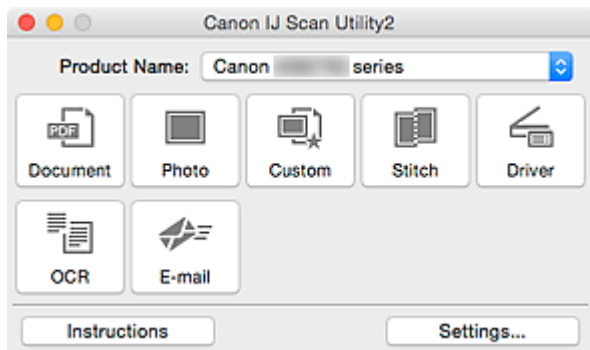 Canon IJ Scan Utility2
Product Name: Canon series
PDF
Document Photo Custom Stitch Driver
OCR E-mail
Instructions Settings...